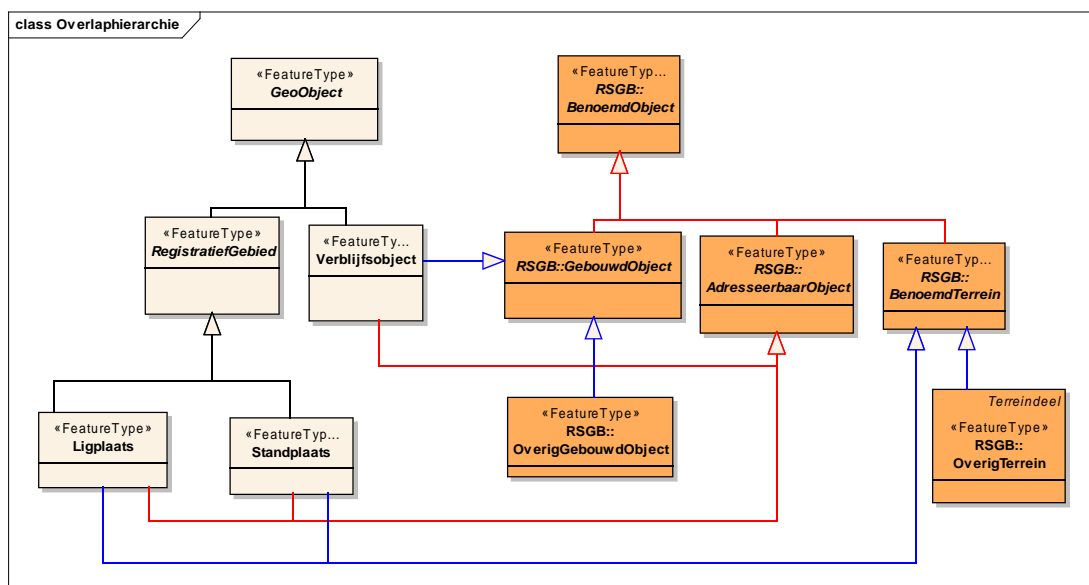 class Overlaphierarchie
«FeatureType»
GeoObject
«FeatureTyp...
RSGB::
BenoemdObject
«FeatureType»
RegistratiefGebied
«FeatureTy...
Verblijfsobject
«FeatureType»
RSGB::GebouwdObject
«FeatureType»
RSGB::
AdresseerbaarObject
«FeatureTyp...
RSGB::
BenoemdTerrein
«FeatureType»
Ligplaats
«FeatureTyp...
Standplaats
«FeatureType»
RSGB::
OverigGebouwdObject
Terreindeel
«FeatureType»
RSGB::
OverigTerrein